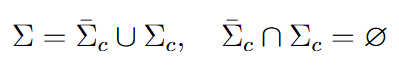 Σ = Σ̄_c ∪ Σ_c,  Σ̄_c ∩ Σ_c = ∅